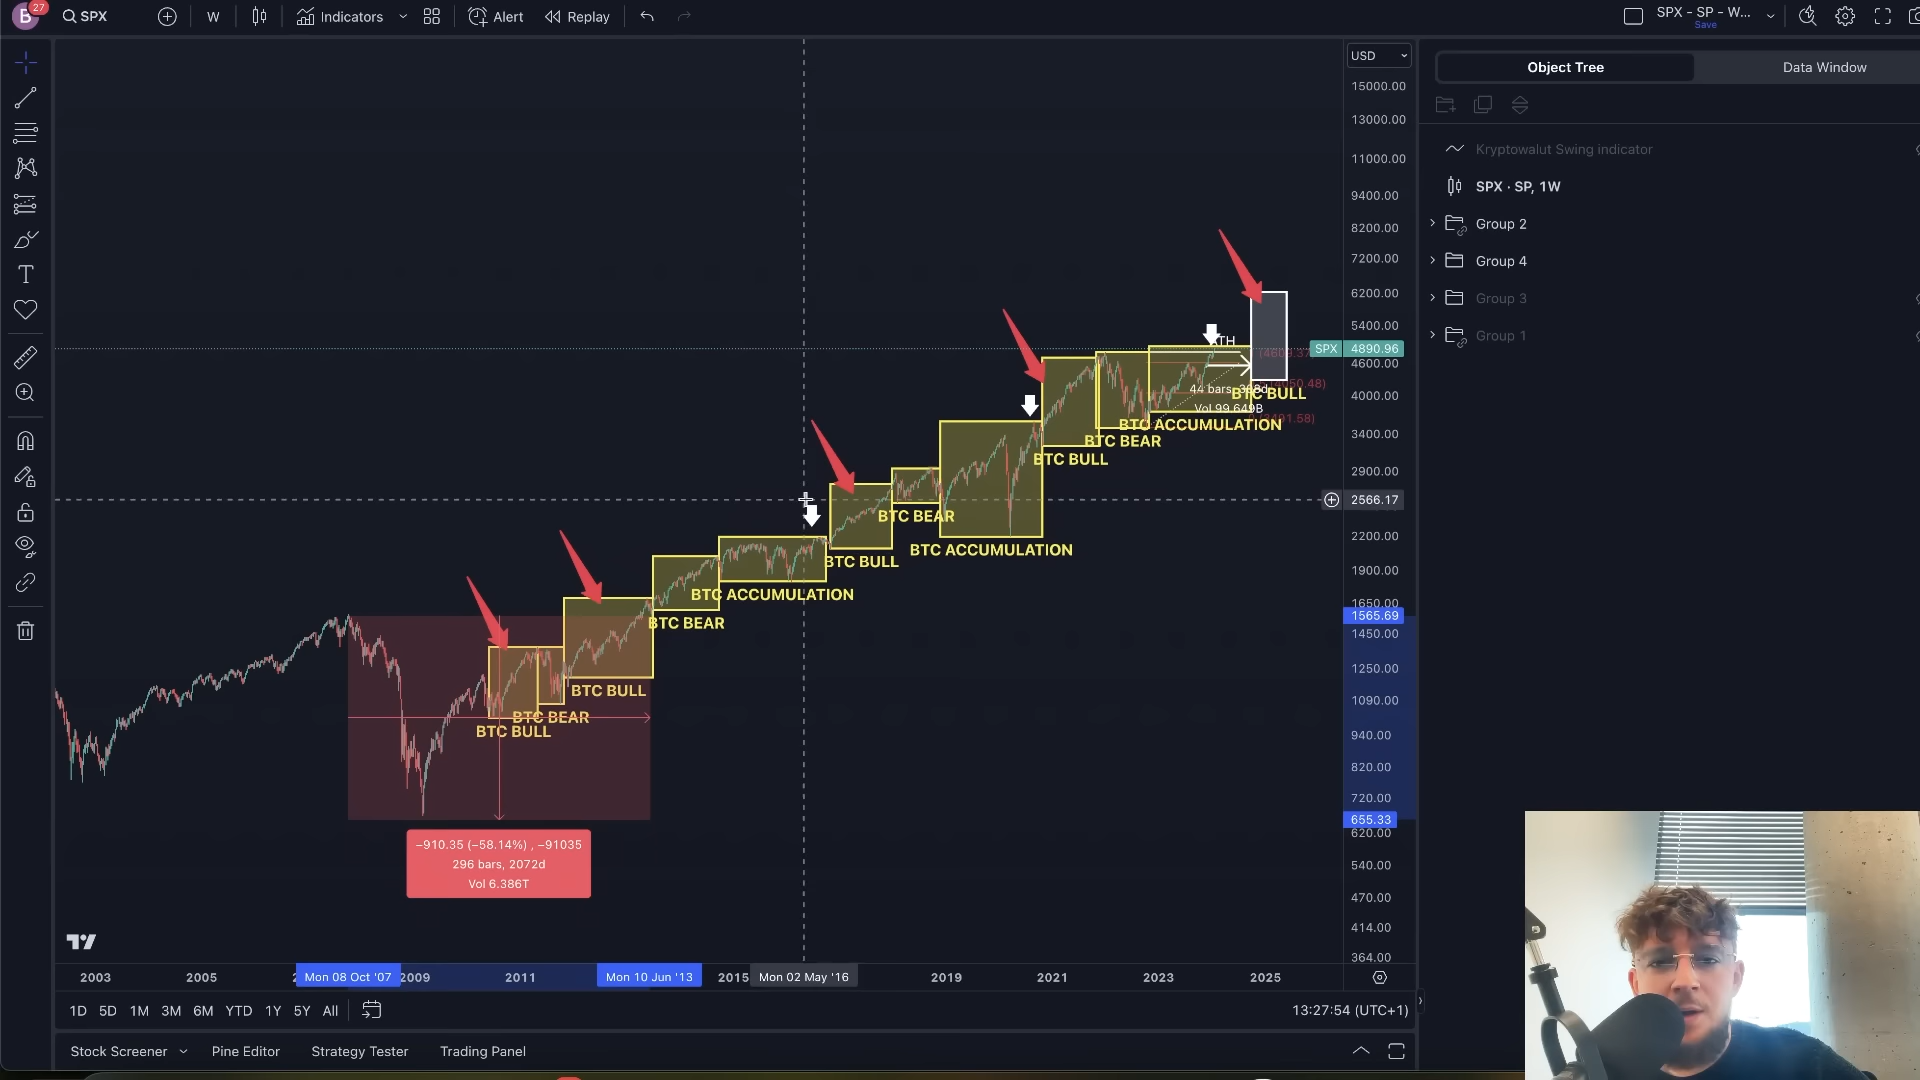 B
27
SPX
W
Indicators
Alert
Replay
SPX - SP - W...
Save
USD
Object Tree
Data Window
Kryptowalut Swing indicator
SPX · SP, 1W
Group 2
Group 4
Group 3
Group 1
15000.00
13000.00
11000.00
9400.00
8200.00
7200.00
6200.00
5400.00
SPX 4890.96
4600.00
4000.00
3400.00
2900.00
2566.17
2200.00
1900.00
1650.00
1565.69
1450.00
1250.00
1090.00
940.00
820.00
720.00
655.33
620.00
540.00
470.00
414.00
364.00
BTC BULL
BTC ACCUMULATION
BTC BEAR
BTC BULL
BTC BEAR
BTC ACCUMULATION
BTC BULL
BTC ACCUMULATION
BTC BEAR
BTC BULL
BTC BEAR
BTC BULL
44 bars,
Vol 99.649B
−910.35 (−58.14%) , −91035
296 bars, 2072d
Vol 6.386T
2003
2005
Mon 08 Oct '07
2009
2011
Mon 10 Jun '13
2015
Mon 02 May '16
2019
2021
2023
2025
1D 5D 1M 3M 6M YTD 1Y 5Y All
13:27:54 (UTC+1)
Stock Screener
Pine Editor
Strategy Tester
Trading Panel